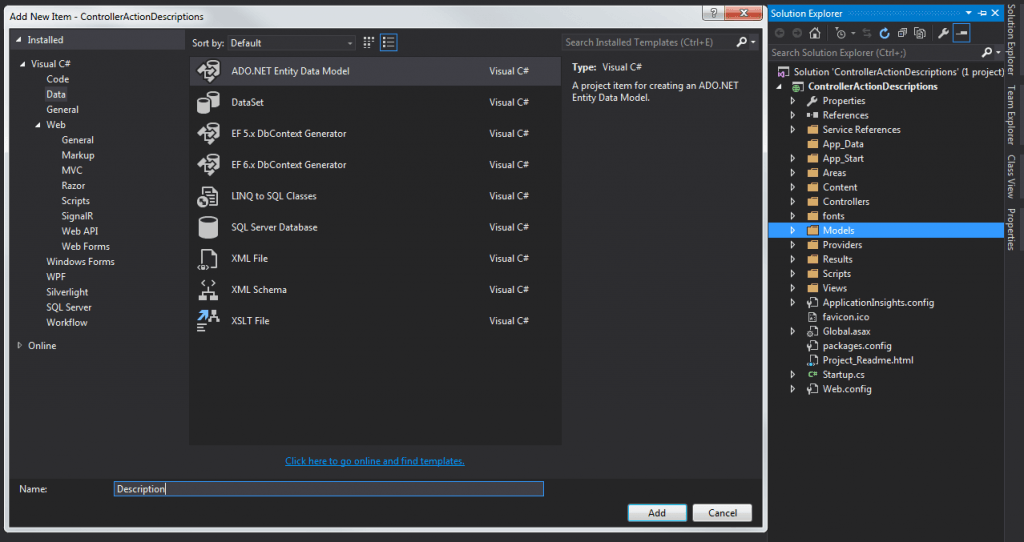 Add New Item - ControllerActionDescriptions
?
Installed
Sort by: Default
Search Installed Templates (Ctrl+E)
Visual C#
Code
Data
General
Web
General
Markup
MVC
Razor
Scripts
SignalR
Web API
Web Forms
Windows Forms
WPF
Silverlight
SQL Server
Workflow
Online
ADO.NET Entity Data Model Visual C#
DataSet Visual C#
EF 5.x DbContext Generator Visual C#
EF 6.x DbContext Generator Visual C#
LINQ to SQL Classes Visual C#
SQL Server Database Visual C#
XML File Visual C#
XML Schema Visual C#
XSLT File Visual C#
Type: Visual C#
A project item for creating an ADO.NET
Entity Data Model.
Click here to go online and find templates.
Name: Description
Add Cancel
Solution Explorer
Search Solution Explorer (Ctrl+;)
Solution 'ControllerActionDescriptions' (1 project)
ControllerActionDescriptions
Properties
References
Service References
App_Data
App_Start
Areas
Content
Controllers
fonts
Models
Providers
Results
Scripts
Views
ApplicationInsights.config
favicon.ico
Global.asax
packages.config
Project_Readme.html
C# Startup.cs
Web.config
Solution Explorer
Team Explorer
Class View
Properties